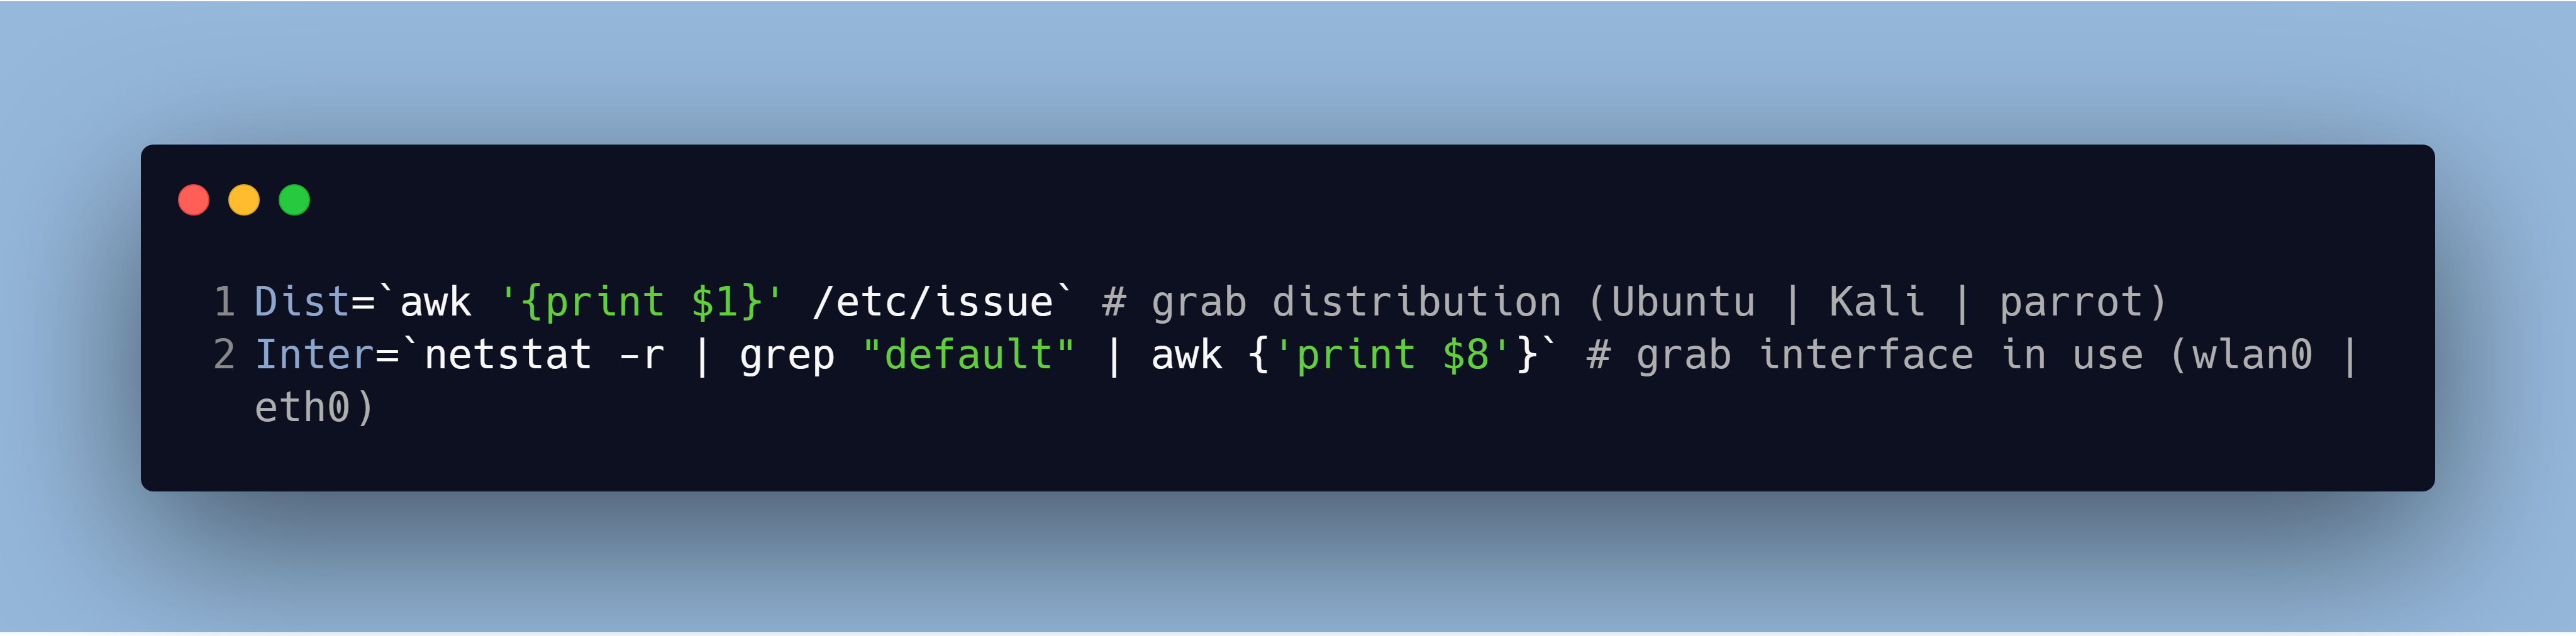 1 Dist=`awk '{print $1}' /etc/issue` # grab distribution (Ubuntu | Kali | parrot)
2 Inter=`netstat -r | grep "default" | awk {'print $8'}` # grab interface in use (wlan0 |
eth0)